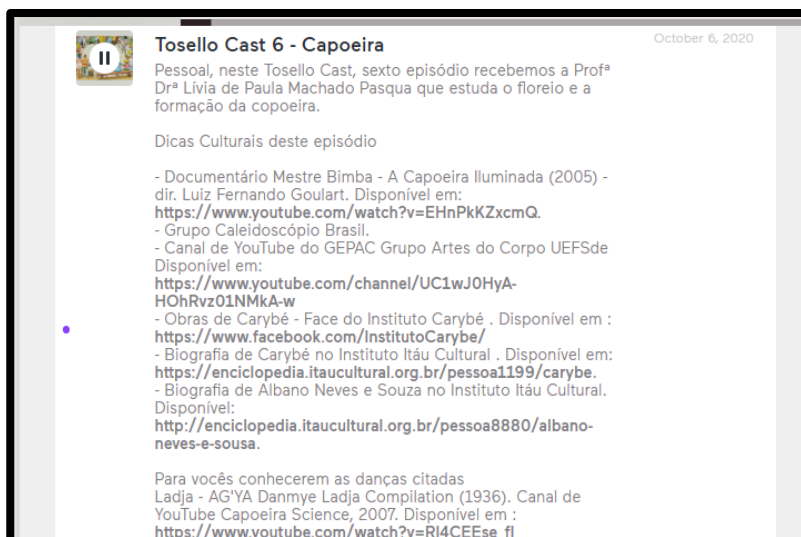 Tosello Cast 6 - Capoeira
October 6, 2020
Pessoal, neste Tosello Cast, sexto episódio recebemos a Profª
Drª Lívia de Paula Machado Pasqua que estuda o floreio e a
formação da copoeira.
Dicas Culturais deste episódio
- Documentário Mestre Bimba - A Capoeira Iluminada (2005) -
dir. Luiz Fernando Goulart. Disponível em:
https://www.youtube.com/watch?v=EHnPkKZxcmQ.
- Grupo Caleidoscópio Brasil.
- Canal de YouTube do GEPAC Grupo Artes do Corpo UEFSde
Disponível em:
https://www.youtube.com/channel/UC1wJ0HyA-
HOhRvz01NMkA-w
- Obras de Carybé - Face do Instituto Carybé . Disponível em :
https://www.facebook.com/InstitutoCarybe/
- Biografia de Carybé no Instituto Itáu Cultural . Disponível em:
https://enciclopedia.itaucultural.org.br/pessoa1199/carybe.
- Biografia de Albano Neves e Souza no Instituto Itáu Cultural.
Disponível:
http://enciclopedia.itaucultural.org.br/pessoa8880/albano-
neves-e-sousa.
Para vocês conhecerem as danças citadas
Ladja - AG'YA Danmye Ladja Compilation (1936). Canal de
YouTube Capoeira Science, 2007. Disponível em :
https://www.youtube.com/watch?v=RI4CEEse_fI